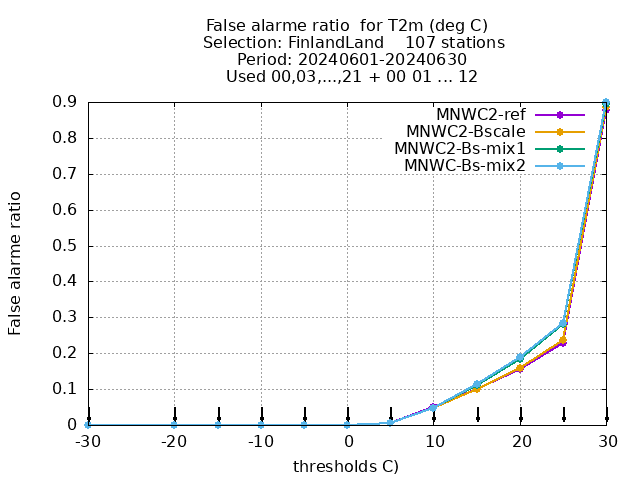 False alarme ratio  for T2m (deg C)
Selection: FinlandLand    107 stations
Period: 20240601-20240630
Used 00,03,...,21 + 00 01 ... 12
MNWC2-ref
MNWC2-Bscale
MNWC2-Bs-mix1
MNWC-Bs-mix2
False alarme ratio
0.9
0.8
0.7
0.6
0.5
0.4
0.3
0.2
0.1
0
-30 -20 -10 0 10 20 30
thresholds C)